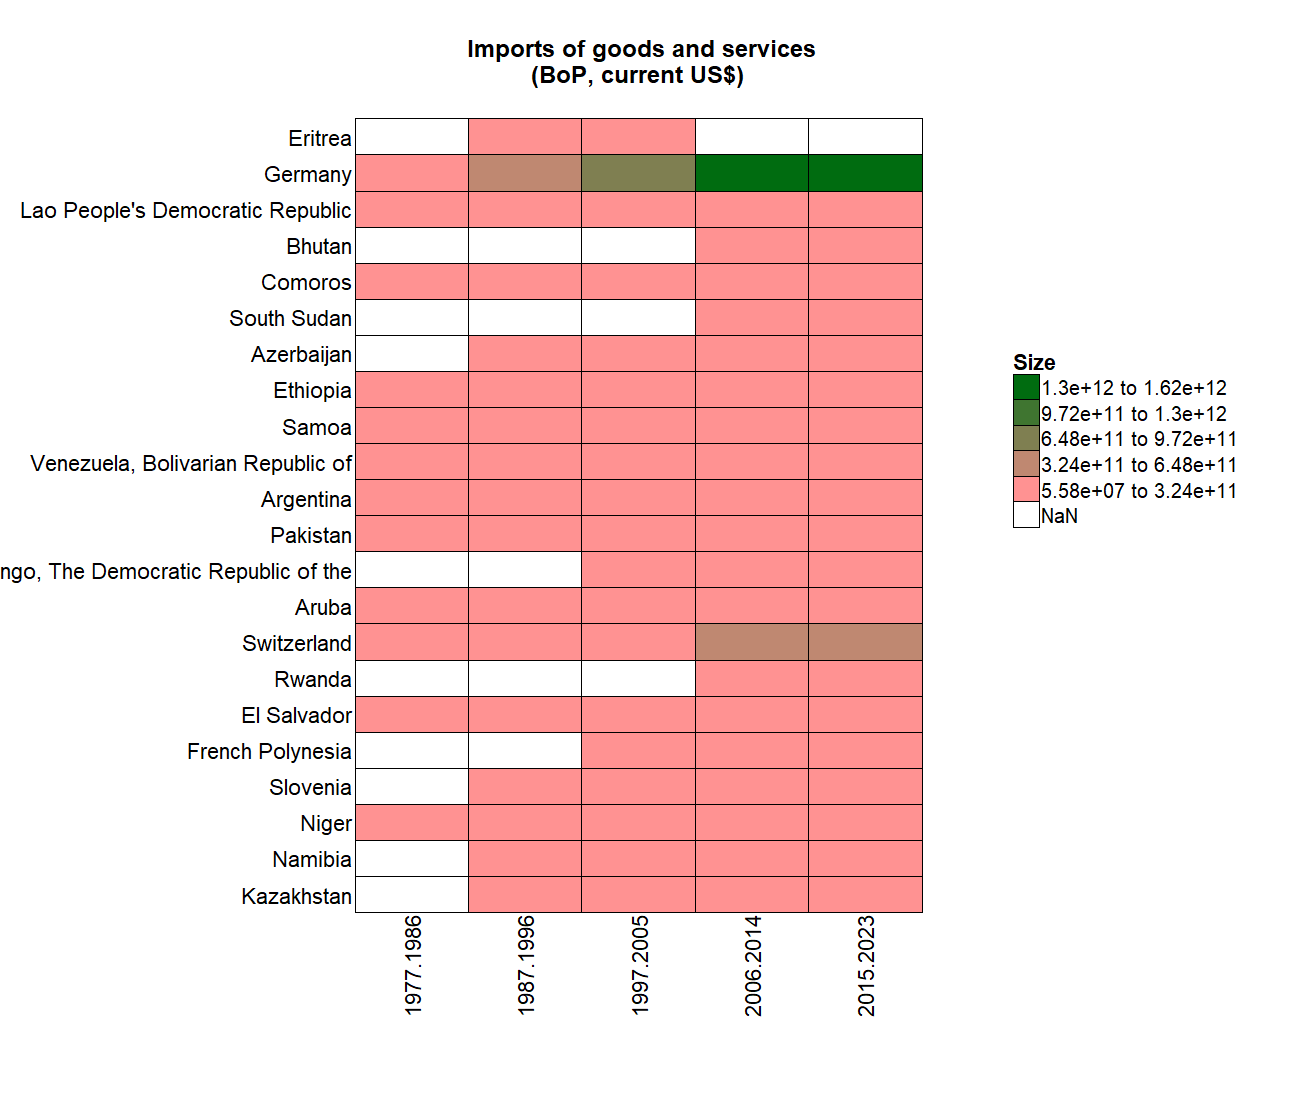 Imports of goods and services
(BoP, current US$)
Eritrea
Germany
Lao People's Democratic Republic
Bhutan
Comoros
South Sudan
Azerbaijan
Ethiopia
Samoa
Venezuela, Bolivarian Republic of
Argentina
Pakistan
ngo, The Democratic Republic of the
Aruba
Switzerland
Rwanda
El Salvador
French Polynesia
Slovenia
Niger
Namibia
Kazakhstan
1977.1986
1987.1996
1997.2005
2006.2014
2015.2023
Size
1.3e+12 to 1.62e+12
9.72e+11 to 1.3e+12
6.48e+11 to 9.72e+11
3.24e+11 to 6.48e+11
5.58e+07 to 3.24e+11
NaN